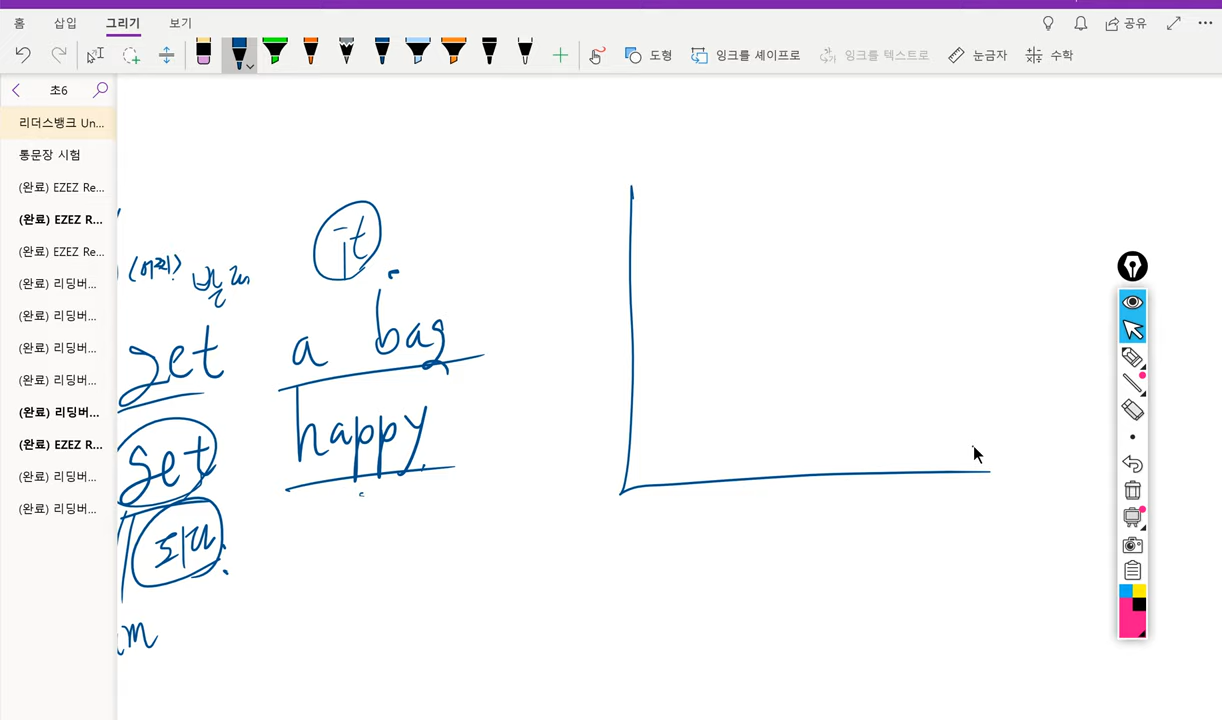 홈 삽입 그리기 보기
공유
도형 잉크를 셰이프로 잉크를 텍스트로 눈금자 수학
초6
리더스뱅크 Un...
통문장 시험
(완료) EZEZ Re...
(완료) EZEZ R...
(완료) EZEZ Re...
(완료) 리딩버...
(완료) 리딩버...
(완료) 리딩버...
(완료) 리딩버...
(완료) 리딩버...
(완료) EZEZ R...
(완료) 리딩버...
(완료) 리딩버...
it.
get a bag
get happy
되다.
m